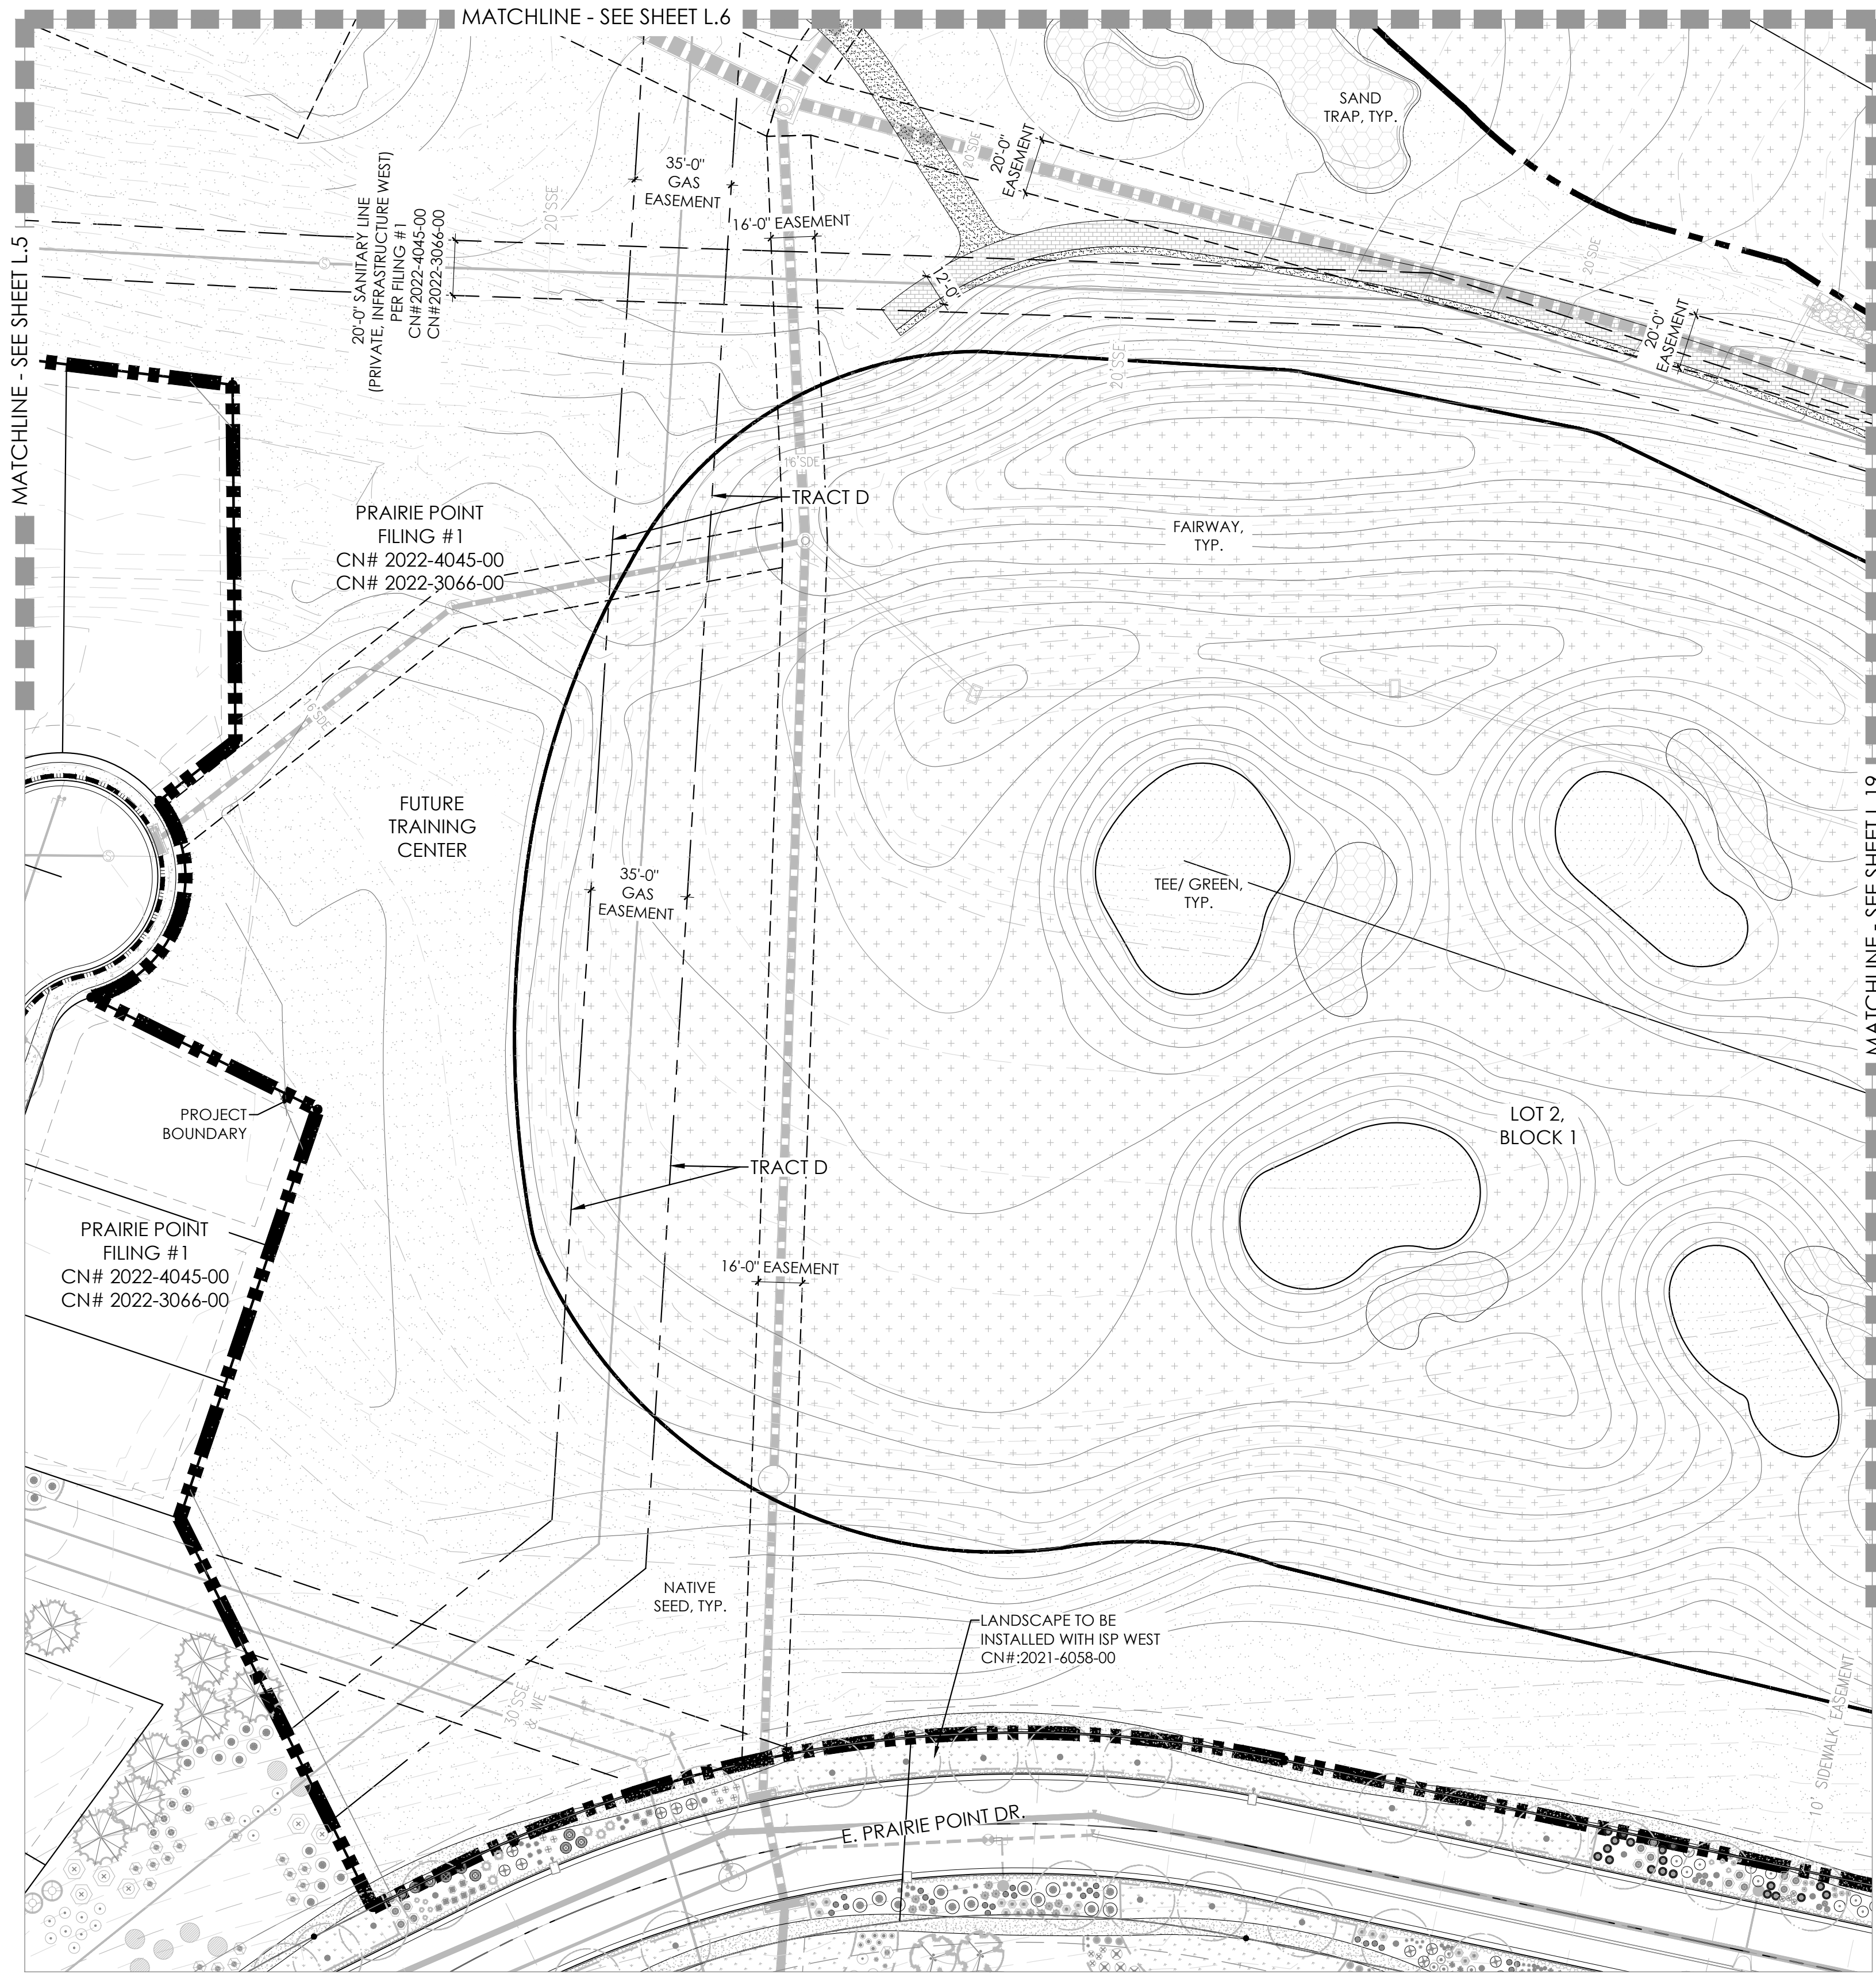 MATCHLINE - SEE SHEET L.6
MATCHLINE - SEE SHEET L.5
SAND
TRAP, TYP.
20'-0"
EASEMENT
20'SDE
35'-0"
GAS
EASEMENT
16'-0" EASEMENT
20'SSE
20'-0" SANITARY LINE
(PRIVATE, INFRASTRUCTURE WEST)
PER FILING #1
CN#2022-4045-00
CN#2022-3066-00
12'-0"
20'SDE
20'-0"
EASEMENT
20'SSE
16'SDE
TRACT D
PRAIRIE POINT
FILING #1
CN# 2022-4045-00
CN# 2022-3066-00
FAIRWAY,
TYP.
16'SDE
FUTURE
TRAINING
CENTER
35'-0"
GAS
EASEMENT
TEE/ GREEN,
TYP.
MATCHLINE - SEE SHEET L.19
PROJECT
BOUNDARY
LOT 2,
BLOCK 1
TRACT D
PRAIRIE POINT
FILING #1
CN# 2022-4045-00
CN# 2022-3066-00
16'-0" EASEMENT
NATIVE
SEED, TYP.
LANDSCAPE TO BE
INSTALLED WITH ISP WEST
CN#:2021-6058-00
30'SSE
& WE
10' SIDEWALK EASEMENT
E. PRAIRIE POINT DR.